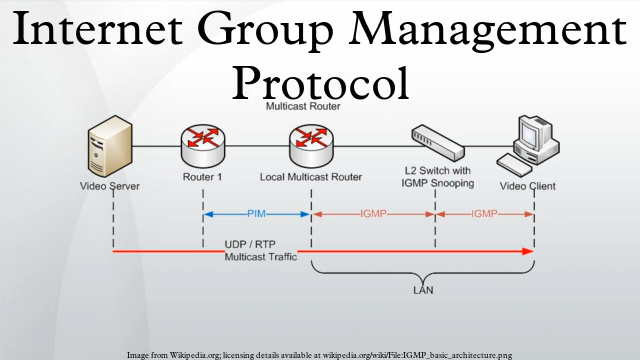 Internet Group Management
Protocol
Multicast Router
Video Server
Router 1
Local Multicast Router
L2 Switch with
IGMP Snooping
Video Client
PIM
IGMP
IGMP
UDP / RTP
Multicast Traffic
LAN
Image from Wikipedia.org; licensing details available at wikipedia.org/wiki/File:IGMP_basic_architecture.png